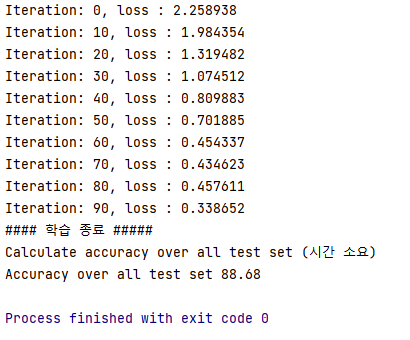 Iteration: 0, loss : 2.258938
Iteration: 10, loss : 1.984354
Iteration: 20, loss : 1.319482
Iteration: 30, loss : 1.074512
Iteration: 40, loss : 0.809883
Iteration: 50, loss : 0.701885
Iteration: 60, loss : 0.454337
Iteration: 70, loss : 0.434623
Iteration: 80, loss : 0.457611
Iteration: 90, loss : 0.338652
#### 학습 종료 #####
Calculate accuracy over all test set (시간 소요)
Accuracy over all test set 88.68
Process finished with exit code 0